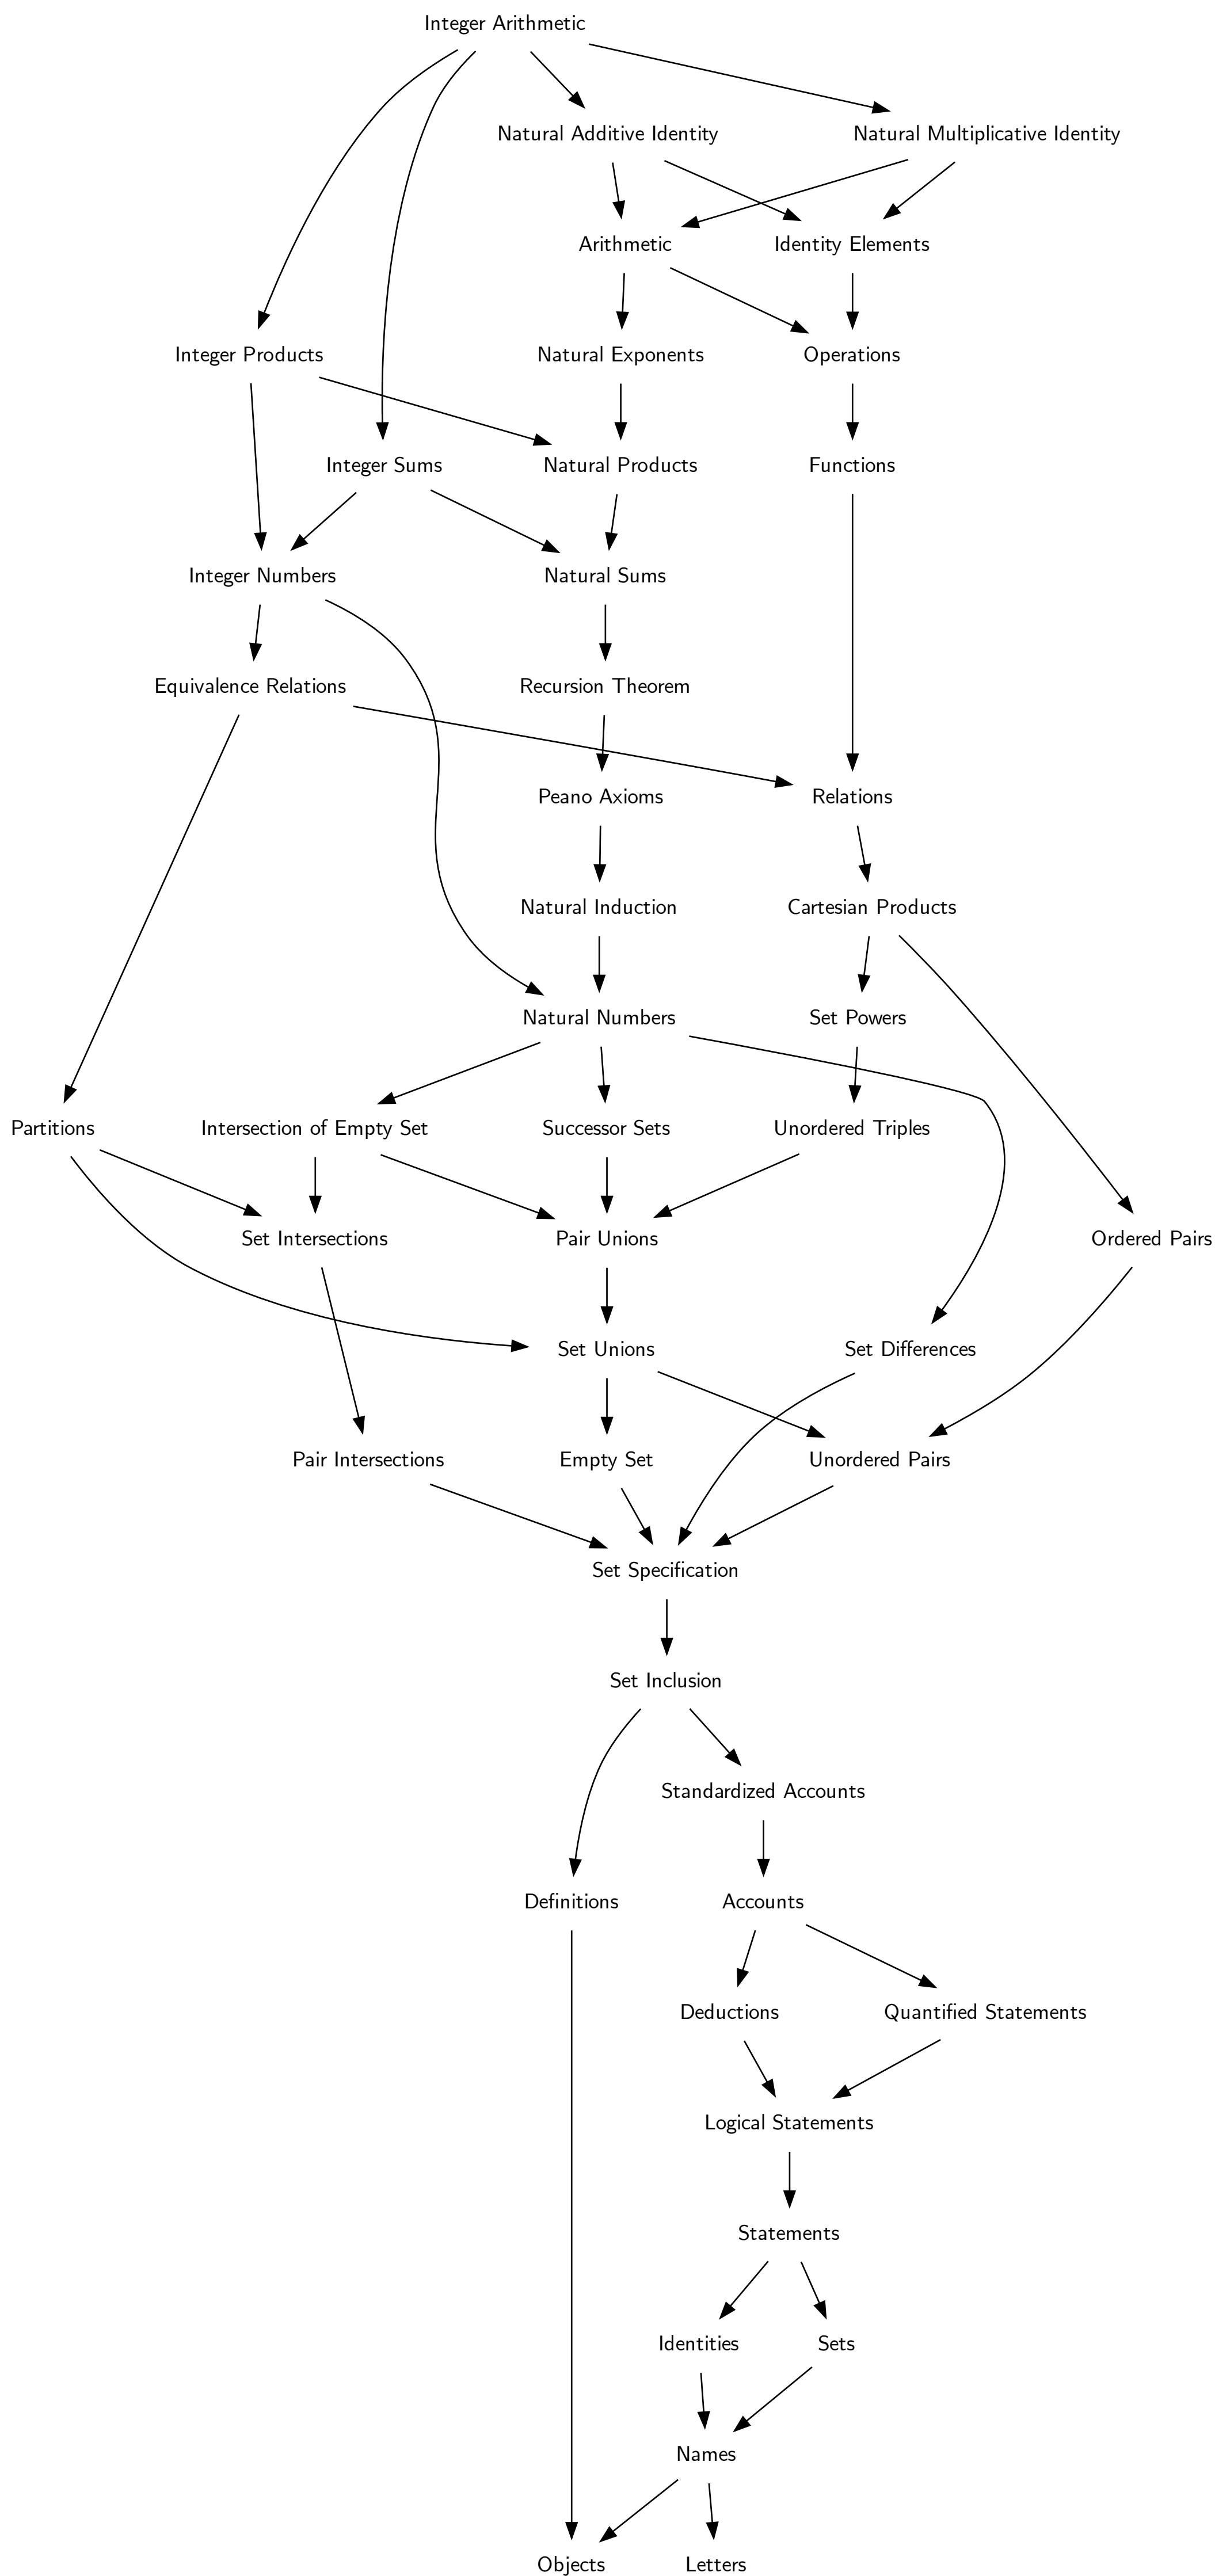 Integer Arithmetic
Natural Additive Identity
Natural Multiplicative Identity
Arithmetic
Identity Elements
Integer Products
Natural Exponents
Operations
Integer Sums
Natural Products
Functions
Integer Numbers
Natural Sums
Equivalence Relations
Recursion Theorem
Peano Axioms
Relations
Natural Induction
Cartesian Products
Natural Numbers
Set Powers
Partitions
Intersection of Empty Set
Successor Sets
Unordered Triples
Set Intersections
Pair Unions
Ordered Pairs
Set Unions
Set Differences
Pair Intersections
Empty Set
Unordered Pairs
Set Specification
Set Inclusion
Standardized Accounts
Definitions
Accounts
Deductions
Quantified Statements
Logical Statements
Statements
Identities
Sets
Names
Objects
Letters